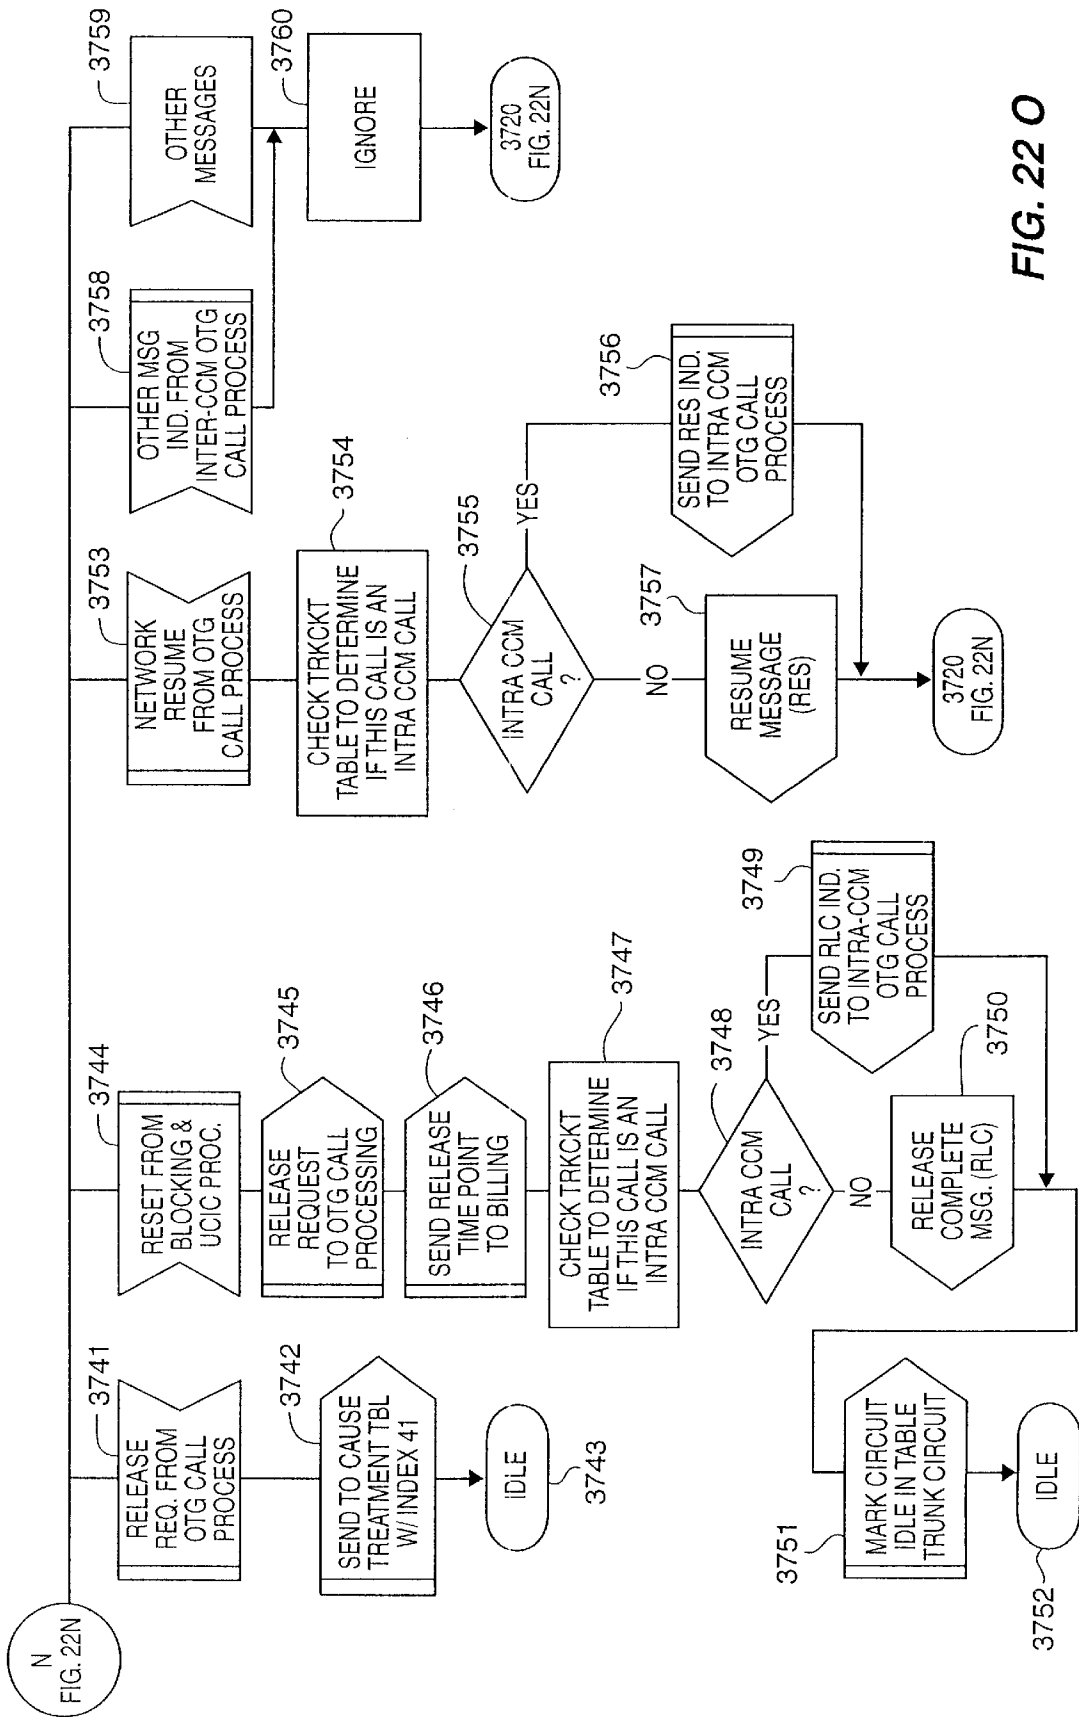 N
FIG. 22N
3741
RELEASE
REQ. FROM
OTG CALL
PROCESS
3742
SEND TO CAUSE
TREATMENT TBL
W/ INDEX 41
IDLE
3743
3744
RESET FROM
BLOCKING &
UCIC PROC.
3745
RELEASE
REQUEST
TO OTG CALL
PROCESSING
3746
SEND RELEASE
TIME POINT
TO BILLING
3747
CHECK TRKCKT
TABLE TO DETERMINE
IF THIS CALL IS AN
INTRA CCM CALL
3748
INTRA CCM
CALL
?
YES
NO
3749
SEND RLC IND.
TO INTRA-CCM
OTG CALL
PROCESS
3750
RELEASE
COMPLETE
MSG. (RLC)
3751
MARK CIRCUIT
IDLE IN TABLE
TRUNK CIRCUIT
IDLE
3752
3753
NETWORK
RESUME
FROM OTG
CALL PROCESS
3754
CHECK TRKCKT
TABLE TO DETERMINE
IF THIS CALL IS AN
INTRA CCM CALL
3755
INTRA CCM
CALL
?
YES
NO
3756
SEND RES IND.
TO INTRA CCM
OTG CALL
PROCESS
3757
RESUME
MESSAGE
(RES)
3720
FIG. 22N
3758
OTHER MSG
IND. FROM
INTER-CCM OTG
CALL PROCESS
3759
OTHER
MESSAGES
3760
IGNORE
3720
FIG. 22N
FIG. 22 O